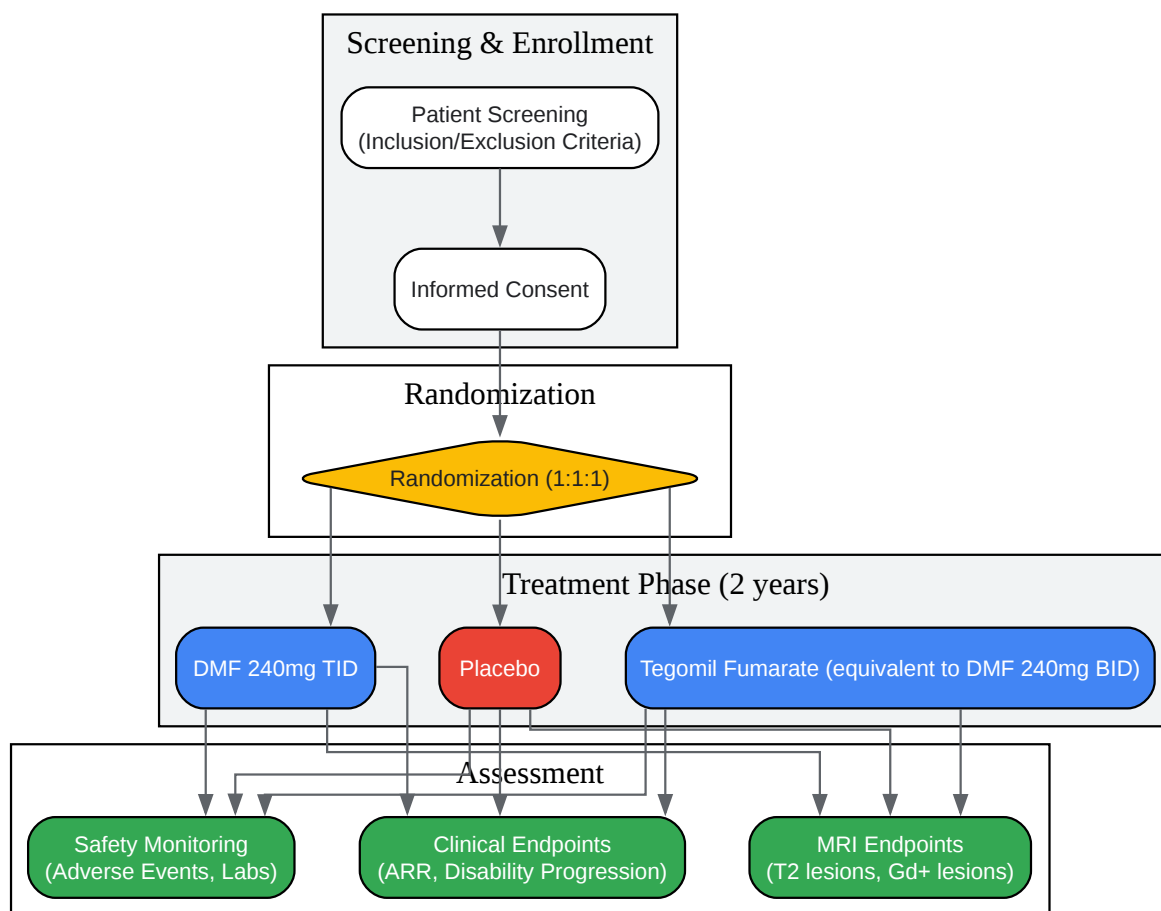 Screening & Enrollment
Patient Screening
(Inclusion/Exclusion Criteria)
Informed Consent
Randomization
Randomization (1:1:1)
Treatment Phase (2 years)
DMF 240mg TID
Placebo
Tegomil Fumarate (equivalent to DMF 240mg BID)
Assessment
Safety Monitoring
(Adverse Events, Labs)
Clinical Endpoints
(ARR, Disability Progression)
MRI Endpoints
(T2 lesions, Gd+ lesions)